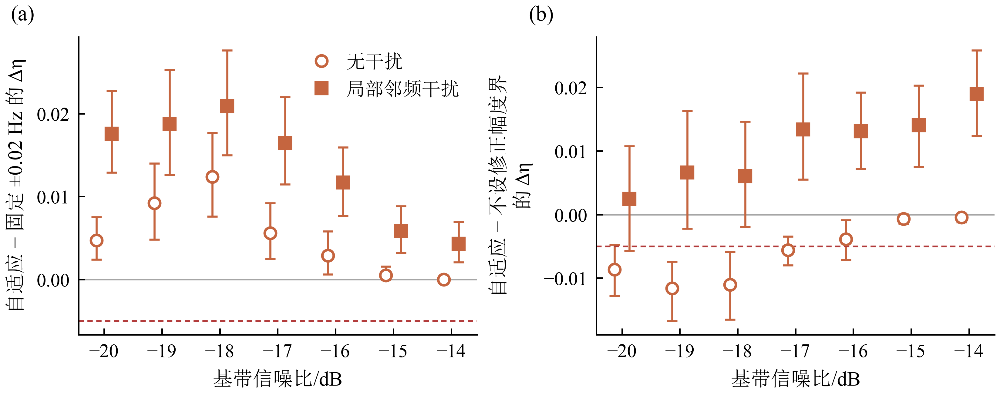 (a)
自适应 − 固定 ±0.02 Hz 的 Δη
0.02
0.01
0.00
无干扰
局部邻频干扰
−20 −19 −18 −17 −16 −15 −14
基带信噪比/dB
(b)
自适应 − 不设修正幅度界
的 Δη
0.02
0.01
0.00
−0.01
−20 −19 −18 −17 −16 −15 −14
基带信噪比/dB